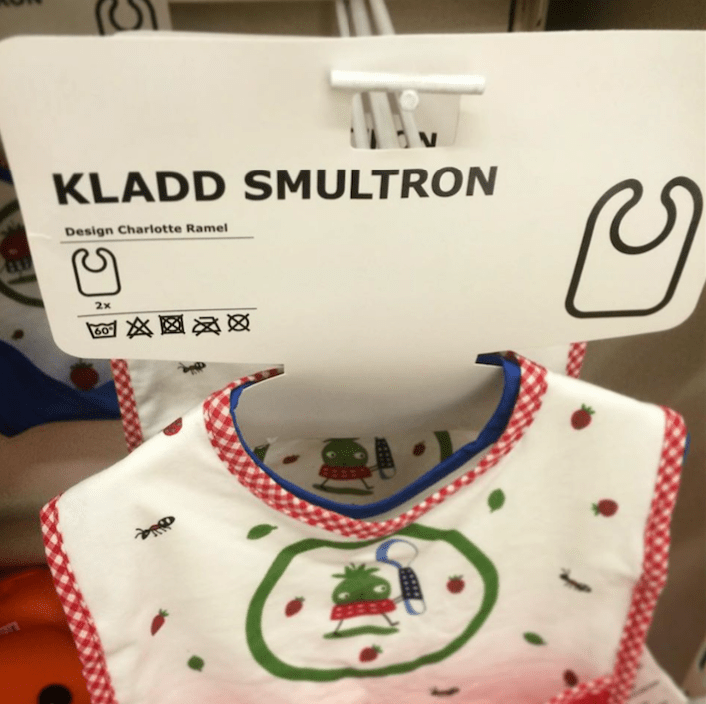 KLADD SMULTRON
Design Charlotte Ramel
2x
60°